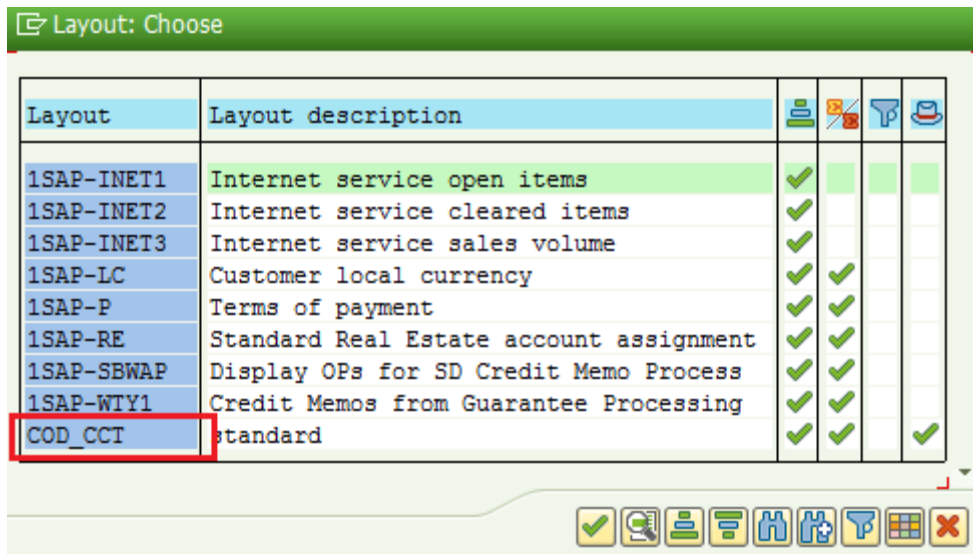 Layout: Choose
Layout Layout description
1SAP-INET1 Internet service open items
1SAP-INET2 Internet service cleared items
1SAP-INET3 Internet service sales volume
1SAP-LC Customer local currency
1SAP-P Terms of payment
1SAP-RE Standard Real Estate account assignment
1SAP-SBWAP Display OPs for SD Credit Memo Process
1SAP-WTY1 Credit Memos from Guarantee Processing
COD_CCT standard